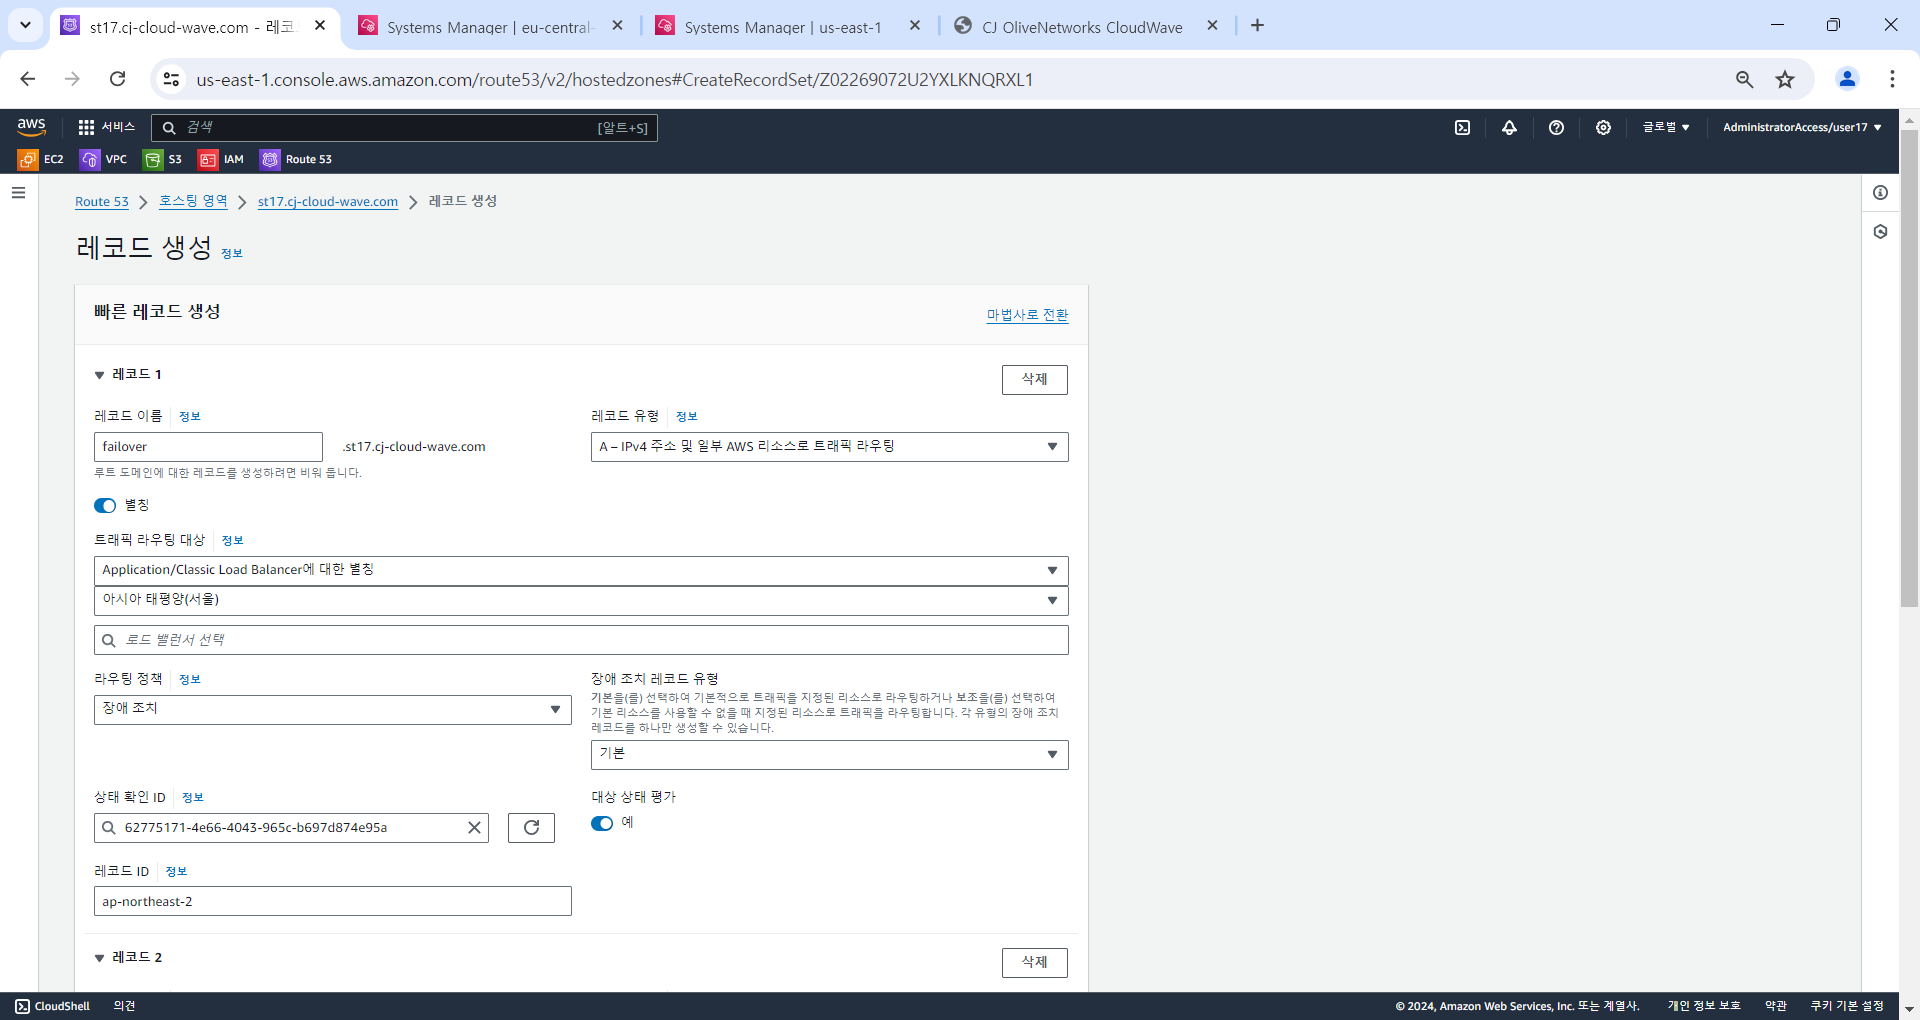 st17.cj-cloud-wave.com - 레코
Systems Manager | eu-central-
Systems Manager | us-east-1
CJ OliveNetworks CloudWave
us-east-1.console.aws.amazon.com/route53/v2/hostedzones#CreateRecordSet/Z02269072U2YXLKNQRXL1
aws
서비스
검색
[알트+S]
글로벌
AdministratorAccess/user17
EC2
VPC
S3
IAM
Route 53
Route 53
호스팅 영역
st17.cj-cloud-wave.com
레코드 생성
레코드 생성 정보
빠른 레코드 생성
마법사로 전환
레코드 1
삭제
레코드 이름
정보
레코드 유형
정보
failover
.st17.cj-cloud-wave.com
A – IPv4 주소 및 일부 AWS 리소스로 트래픽 라우팅
루트 도메인에 대한 레코드를 생성하려면 비워 둡니다.
별칭
트래픽 라우팅 대상
정보
Application/Classic Load Balancer에 대한 별칭
아시아 태평양(서울)
로드 밸런서 선택
라우팅 정책
정보
장애 조치
장애 조치 레코드 유형
기본을(를) 선택하여 기본적으로 트래픽을 지정된 리소스로 라우팅하거나 보조을(를) 선택하여
기본 리소스를 사용할 수 없을 때 지정된 리소스로 트래픽을 라우팅합니다. 각 유형의 장애 조치
레코드를 하나만 생성할 수 있습니다.
기본
상태 확인 ID
정보
62775171-4e66-4043-965c-b697d874e95a
대상 상태 평가
예
레코드 ID
정보
ap-northeast-2
레코드 2
삭제
CloudShell
의견
© 2024, Amazon Web Services, Inc. 또는 계열사.
개인 정보 보호
약관
쿠키 기본 설정